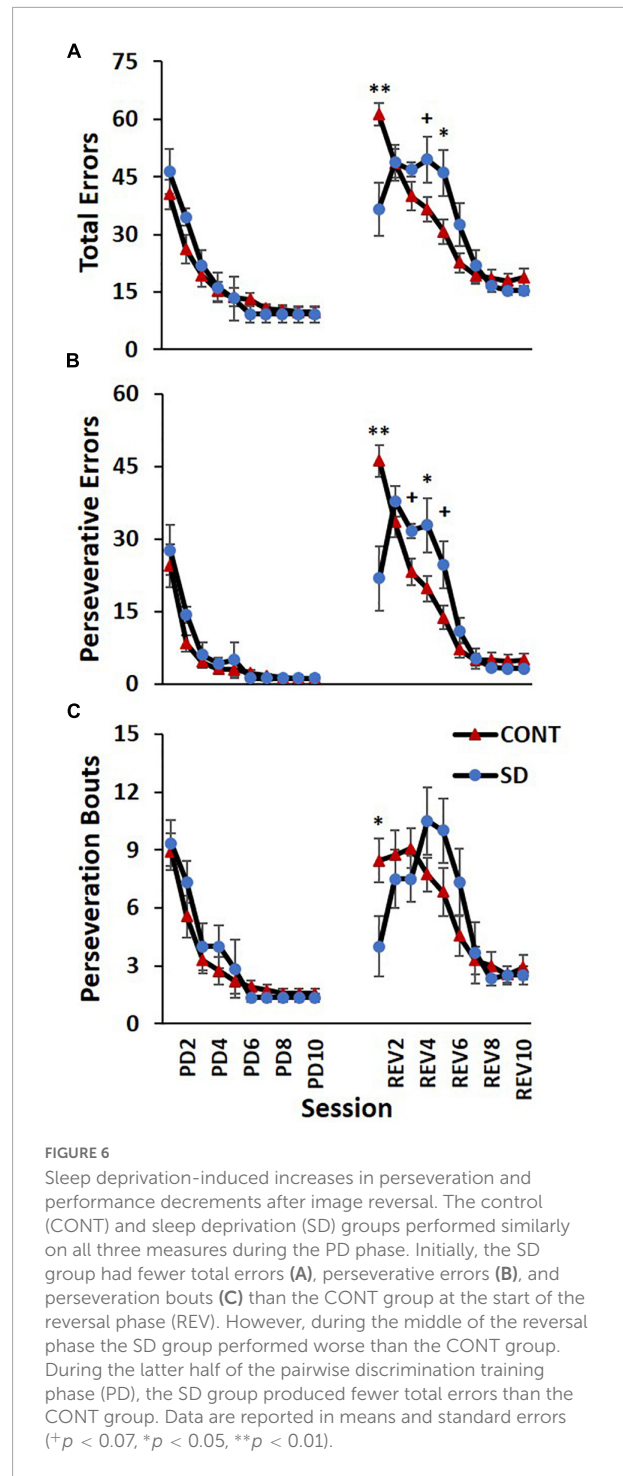 A
75
60
45
30
15
0
Total Errors
** + *
B
60
45
30
15
0
Perseverative Errors
** + * +
C
15
12
9
6
3
0
Perseveration Bouts
CONT
SD
*
PD2 PD4 PD6 PD8 PD10 REV2 REV4 REV6 REV8 REV10
Session
FIGURE 6
Sleep deprivation-induced increases in perseveration and
performance decrements after image reversal. The control
(CONT) and sleep deprivation (SD) groups performed similarly
on all three measures during the PD phase. Initially, the SD
group had fewer total errors (A), perseverative errors (B), and
perseveration bouts (C) than the CONT group at the start of the
reversal phase (REV). However, during the middle of the reversal
phase the SD group performed worse than the CONT group.
During the latter half of the pairwise discrimination training
phase (PD), the SD group produced fewer total errors than the
CONT group. Data are reported in means and standard errors
(+p < 0.07, *p < 0.05, **p < 0.01).